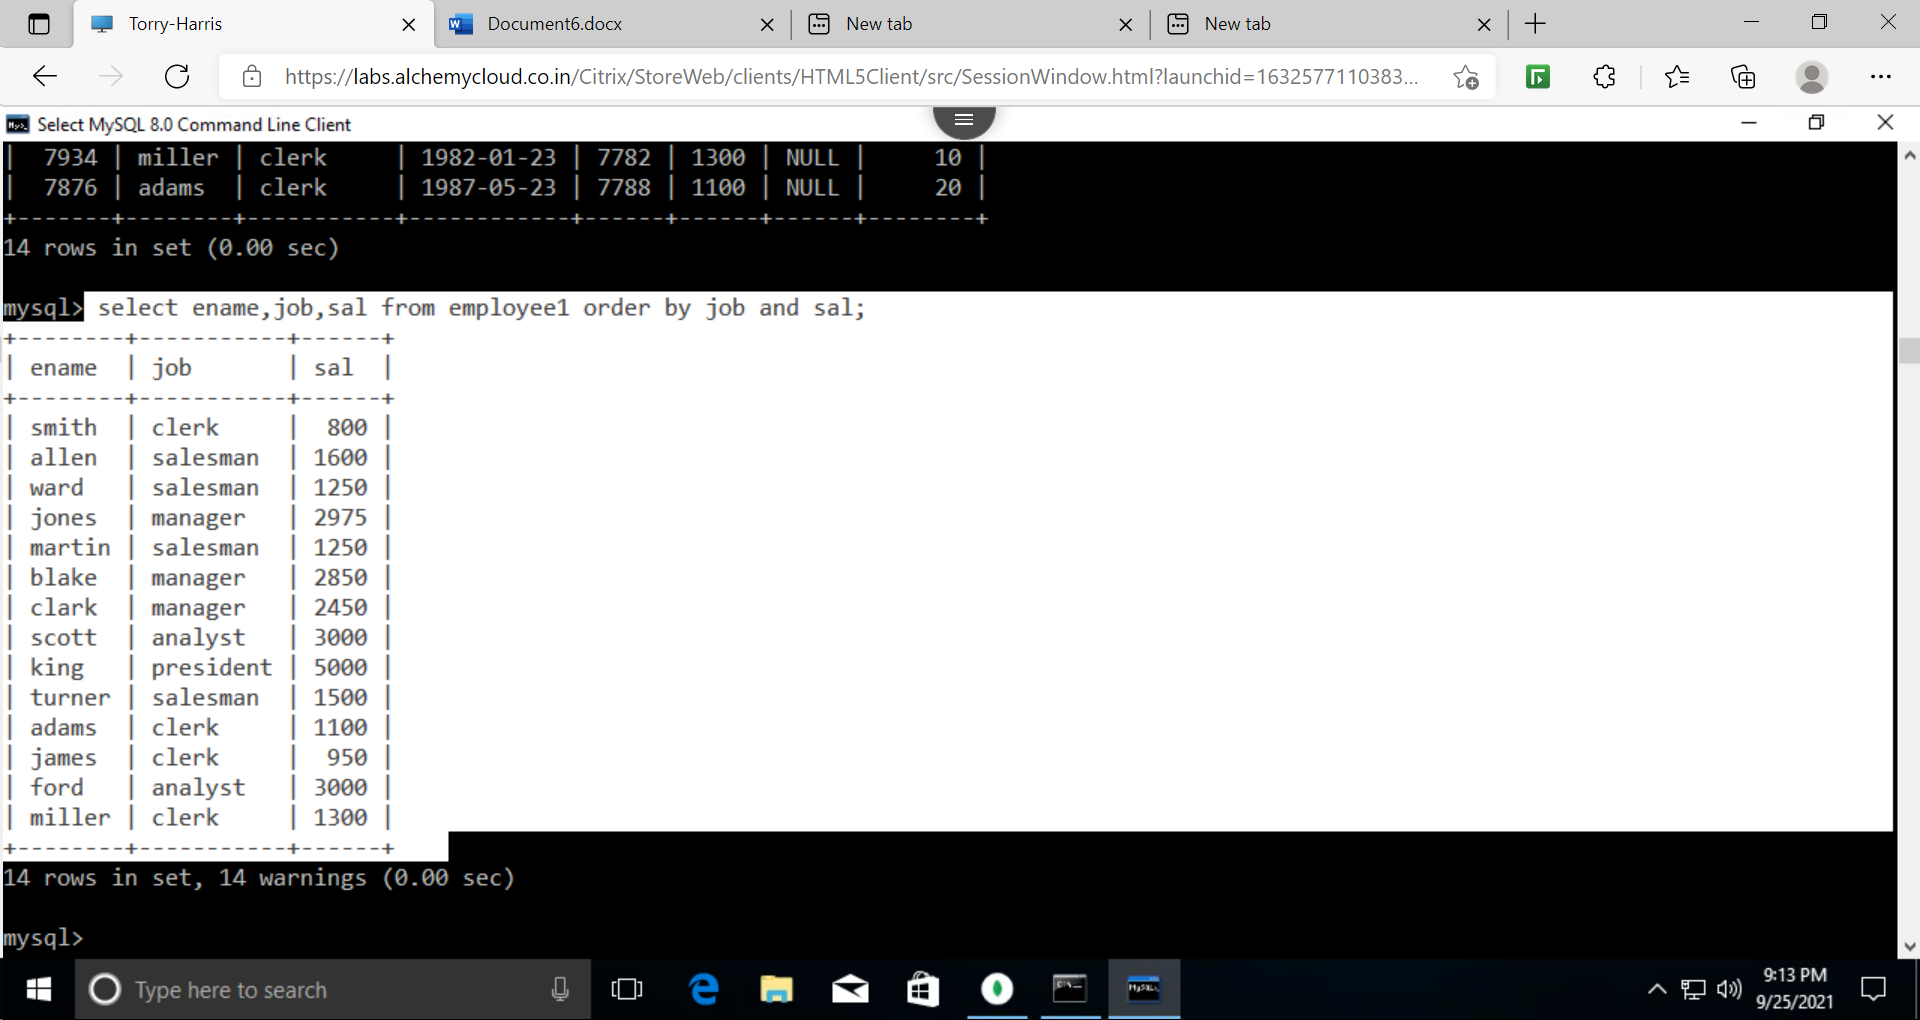 Torry-Harris
Document6.docx
New tab
New tab
https://labs.alchemycloud.co.in/Citrix/StoreWeb/clients/HTML5Client/src/SessionWindow.html?launchid=1632577110383...
Select MySQL 8.0 Command Line Client
| 7934 | miller | clerk | 1982-01-23 | 7782 | 1300 | NULL | 10 |
| 7876 | adams | clerk | 1987-05-23 | 7788 | 1100 | NULL | 20 |
+-------+--------+-----------+------------+------+------+------+--------+
14 rows in set (0.00 sec)
mysql> select ename,job,sal from employee1 order by job and sal;
+--------+-----------+------+
| ename | job | sal |
+--------+-----------+------+
| smith | clerk | 800 |
| allen | salesman | 1600 |
| ward | salesman | 1250 |
| jones | manager | 2975 |
| martin | salesman | 1250 |
| blake | manager | 2850 |
| clark | manager | 2450 |
| scott | analyst | 3000 |
| king | president | 5000 |
| turner | salesman | 1500 |
| adams | clerk | 1100 |
| james | clerk | 950 |
| ford | analyst | 3000 |
| miller | clerk | 1300 |
+--------+-----------+------+
14 rows in set, 14 warnings (0.00 sec)
mysql>
Type here to search
9:13 PM
9/25/2021